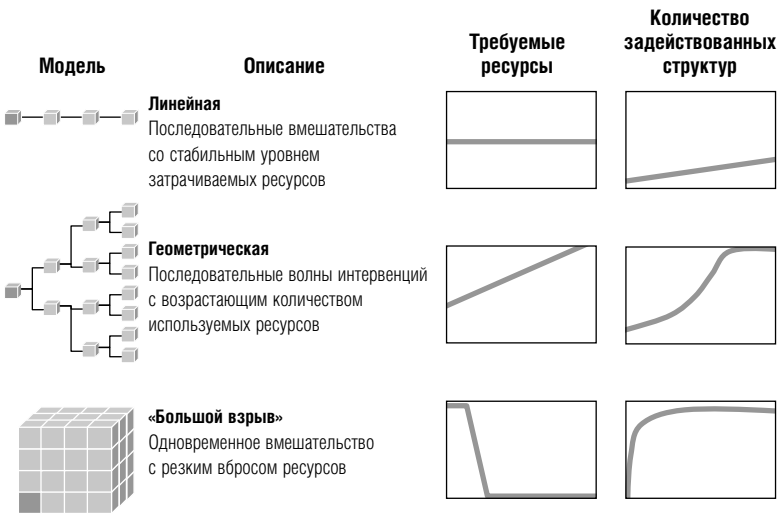 Модель
Описание
Требуемые
ресурсы
Количество
задействованных
структур
Линейная
Последовательные вмешательства
со стабильным уровнем
затрачиваемых ресурсов
Геометрическая
Последовательные волны интервенций
с возрастающим количеством
используемых ресурсов
«Большой взрыв»
Одновременное вмешательство
с резким вбросом ресурсов